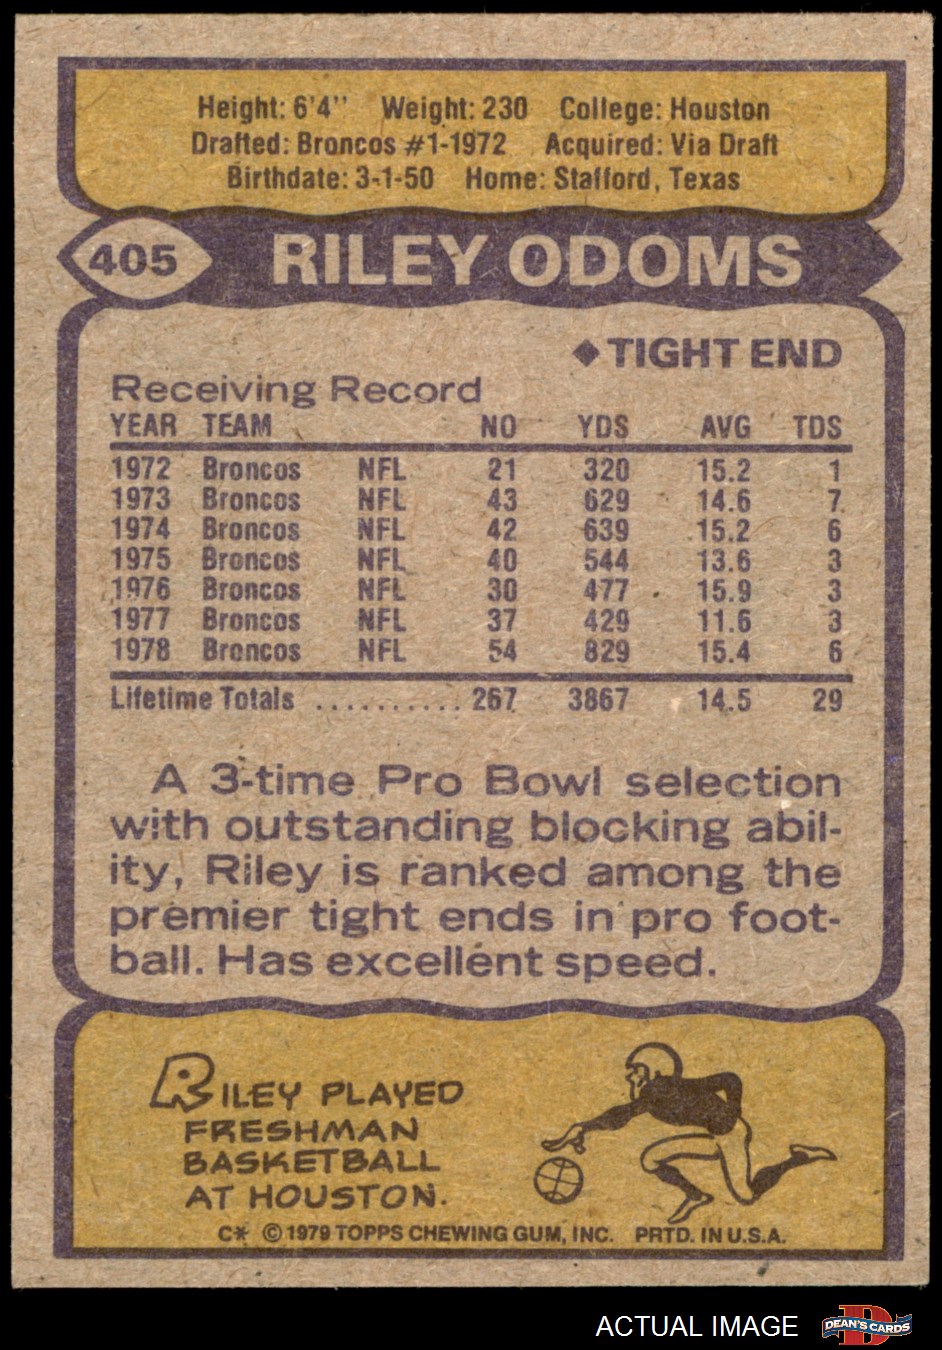 Height: 6'4'' Weight: 230 College: Houston
Drafted: Broncos #1-1972 Acquired: Via Draft
Birthdate: 3-1-50 Home: Stafford, Texas
405 RILEY ODOMS
◆TIGHT END
Receiving Record
YEAR TEAM NO YDS AVG TDS
1972 Broncos NFL 21 320 15.2 1
1973 Broncos NFL 43 629 14.6 7
1974 Broncos NFL 42 639 15.2 6
1975 Broncos NFL 40 544 13.6 3
1976 Broncos NFL 30 477 15.9 3
1977 Broncos NFL 37 429 11.6 3
1978 Broncos NFL 54 829 15.4 6
Lifetime Totals .......... 267 3867 14.5 29
A 3-time Pro Bowl selection
with outstanding blocking abil-
ity, Riley is ranked among the
premier tight ends in pro foot-
ball. Has excellent speed.
RILEY PLAYED
FRESHMAN
BASKETBALL
AT HOUSTON.
C* © 1979 TOPPS CHEWING GUM, INC. PRTD. IN U.S.A.
ACTUAL IMAGE D DEAN'S CARDS